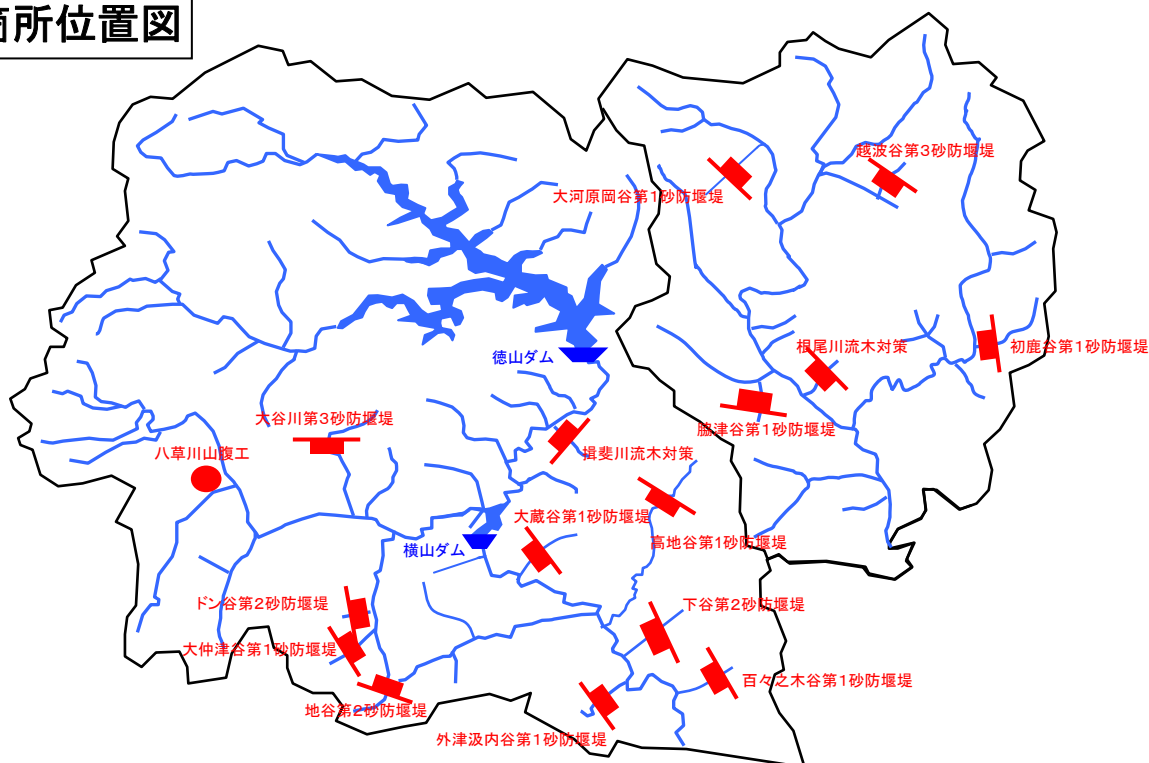 箇所位置図
越波谷第3砂防堰堤
大河原岡谷第1砂防堰堤
根尾川流木対策
初鹿谷第1砂防堰堤
徳山ダム
大谷川第3砂防堰堤
脇津谷第1砂防堰堤
八草川山腹工
揖斐川流木対策
大蔵谷第1砂防堰堤
高地谷第1砂防堰堤
横山ダム
ドン谷第2砂防堰堤
下谷第2砂防堰堤
大仲津谷第1砂防堰堤
百々之木谷第1砂防堰堤
地谷第2砂防堰堤
外津汲内谷第1砂防堰堤